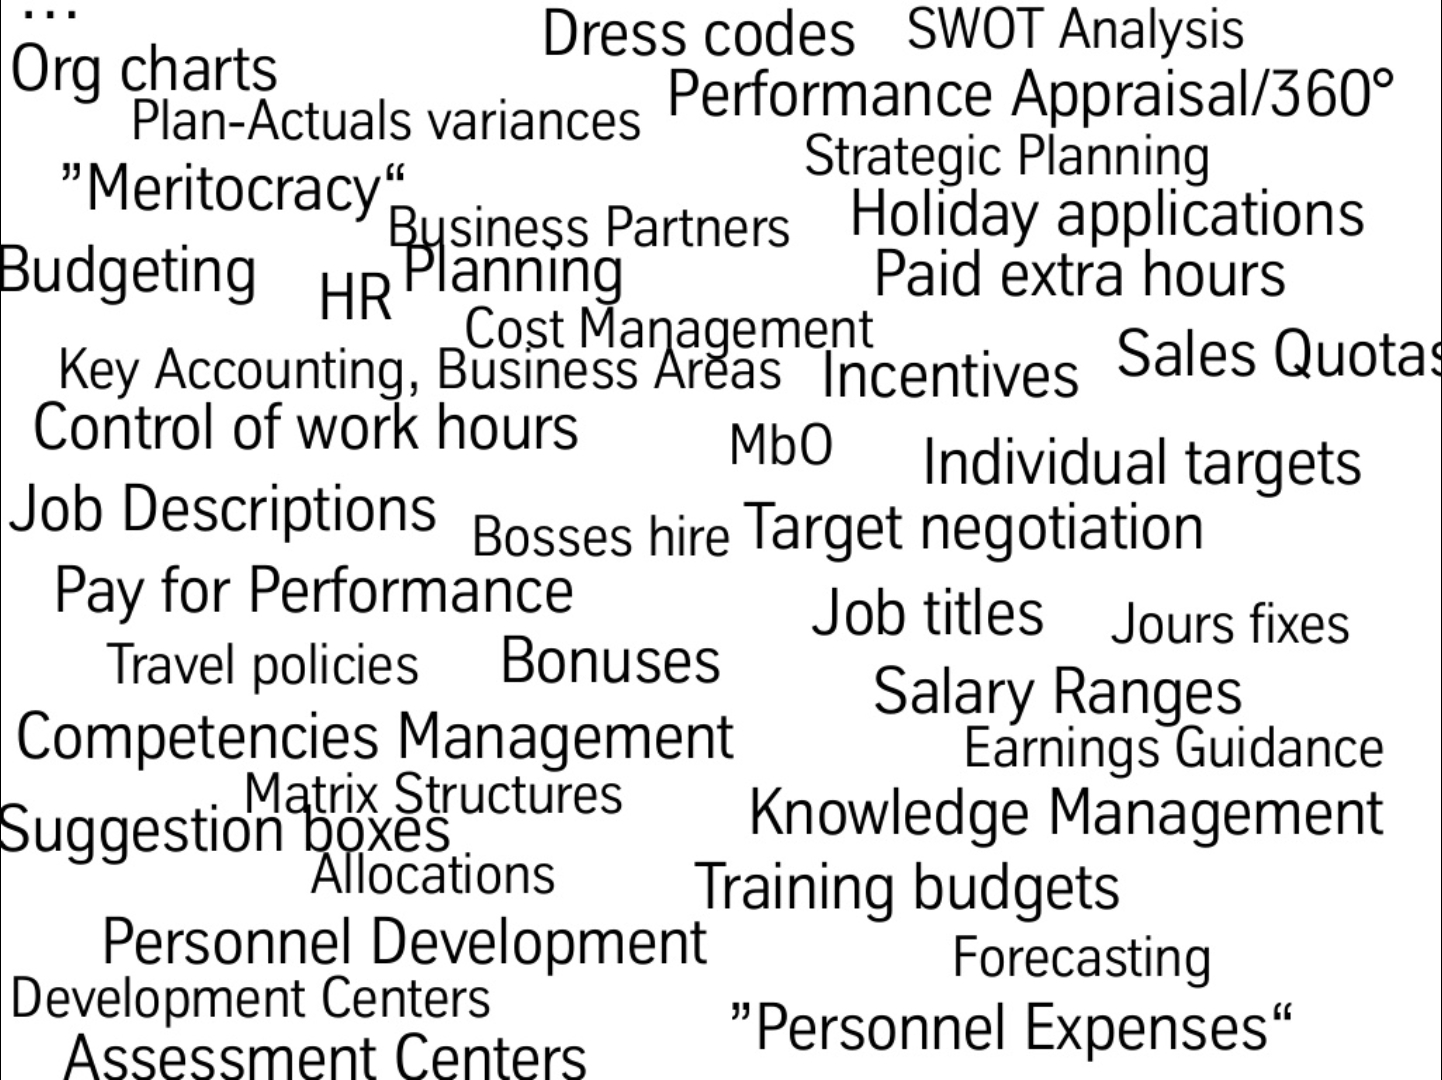 ...
Dress codes
SWOT Analysis
Org charts
Performance Appraisal/360°
Plan-Actuals variances
Strategic Planning
”Meritocracy“
Business Partners
Holiday applications
Budgeting
HR
Planning
Paid extra hours
Cost Management
Key Accounting, Business Areas
Incentives
Sales Quotas
Control of work hours
MbO
Individual targets
Job Descriptions
Bosses hire
Target negotiation
Pay for Performance
Job titles
Jours fixes
Travel policies
Bonuses
Salary Ranges
Competencies Management
Earnings Guidance
Matrix Structures
Suggestion boxes
Knowledge Management
Allocations
Training budgets
Personnel Development
Forecasting
Development Centers
”Personnel Expenses“
Assessment Centers